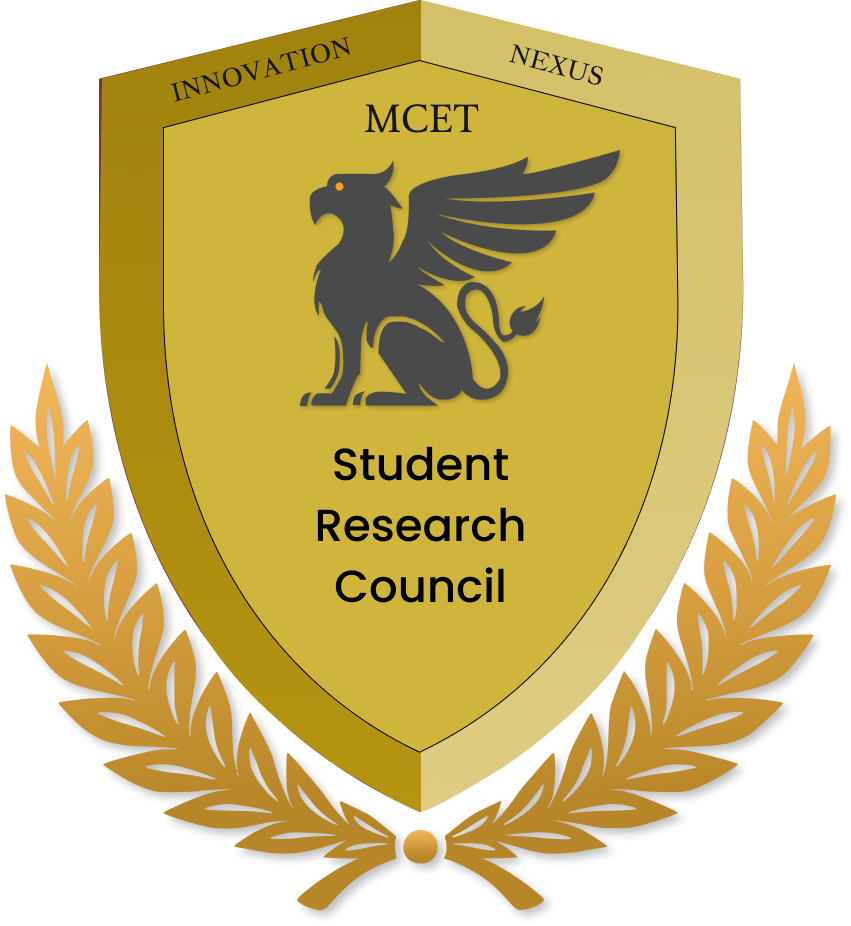 INNOVATION
NEXUS
MCET
Student
Research
Council